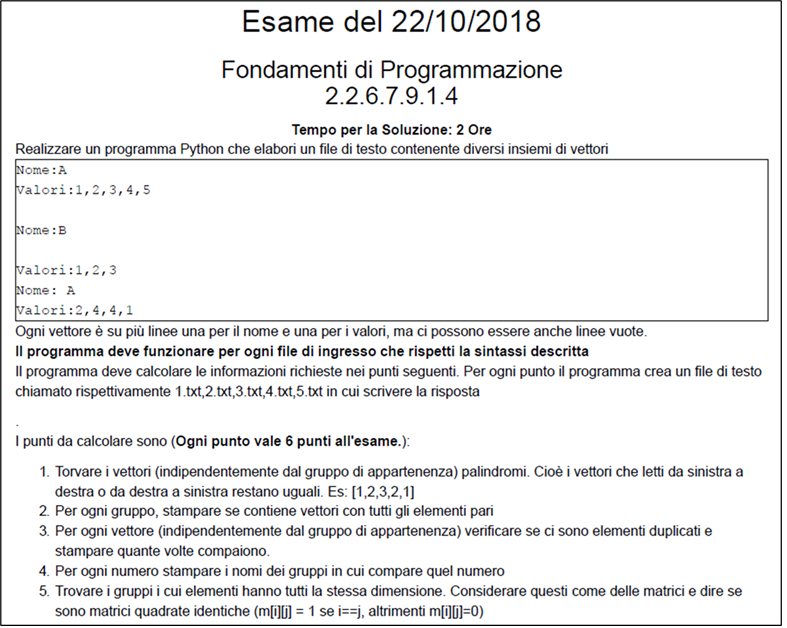 Esame del 22/10/2018
Fondamenti di Programmazione
2.2.6.7.9.1.4
Tempo per la Soluzione: 2 Ore
Realizzare un programma Python che elabori un file di testo contenente diversi insiemi di vettori
Nome:A
Valori:1,2,3,4,5
Nome:B
Valori:1,2,3
Nome: A
Valori:2,4,4,1
Ogni vettore è su più linee una per il nome e una per i valori, ma ci possono essere anche linee vuote.
Il programma deve funzionare per ogni file di ingresso che rispetti la sintassi descritta
Il programma deve calcolare le informazioni richieste nei punti seguenti. Per ogni punto il programma crea un file di testo
chiamato rispettivamente 1.txt,2.txt,3.txt,4.txt,5.txt in cui scrivere la risposta
.
I punti da calcolare sono (Ogni punto vale 6 punti all'esame.):
1. Torvare i vettori (indipendentemente dal gruppo di appartenenza) palindromi. Cioè i vettori che letti da sinistra a
destra o da destra a sinistra restano uguali. Es: [1,2,3,2,1]
2. Per ogni gruppo, stampare se contiene vettori con tutti gli elementi pari
3. Per ogni vettore (indipendentemente dal gruppo di appartenenza) verificare se ci sono elementi duplicati e
stampare quante volte compaiono.
4. Per ogni numero stampare i nomi dei gruppi in cui compare quel numero
5. Trovare i gruppi i cui elementi hanno tutti la stessa dimensione. Considerare questi come delle matrici e dire se
sono matrici quadrate identiche (m[i][j] = 1 se i==j, altrimenti m[i][j]=0)